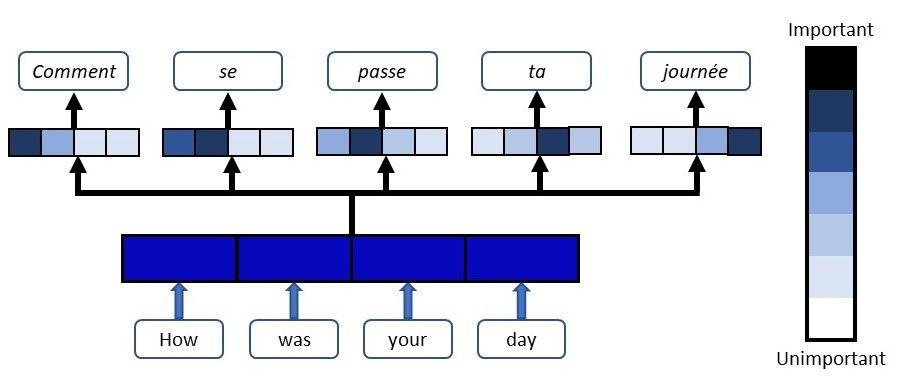 Important
Comment
se
passe
ta
journée
How
was
your
day
Unimportant